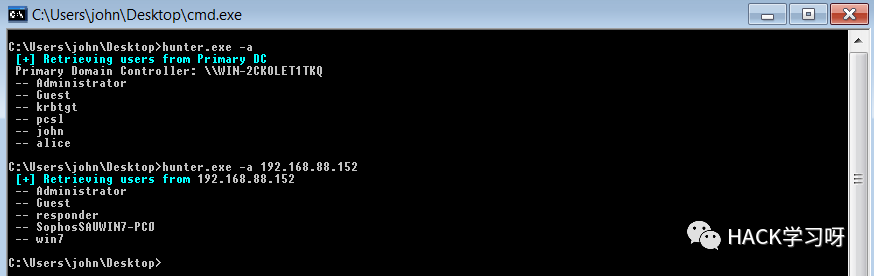 C:\Users\john\Desktop\cmd.exe
C:\Users\john\Desktop>hunter.exe -a
[+] Retrieving users from Primary DC
Primary Domain Controller: \\WIN-2CKOLET1TKQ
-- Administrator
-- Guest
-- krbtgt
-- pcsl
-- john
-- alice
C:\Users\john\Desktop>hunter.exe -a 192.168.88.152
[+] Retrieving users from 192.168.88.152
-- Administrator
-- Guest
-- responder
-- SophosSAUWIN7-PC0
-- win7
C:\Users\john\Desktop>
HACK学习呀